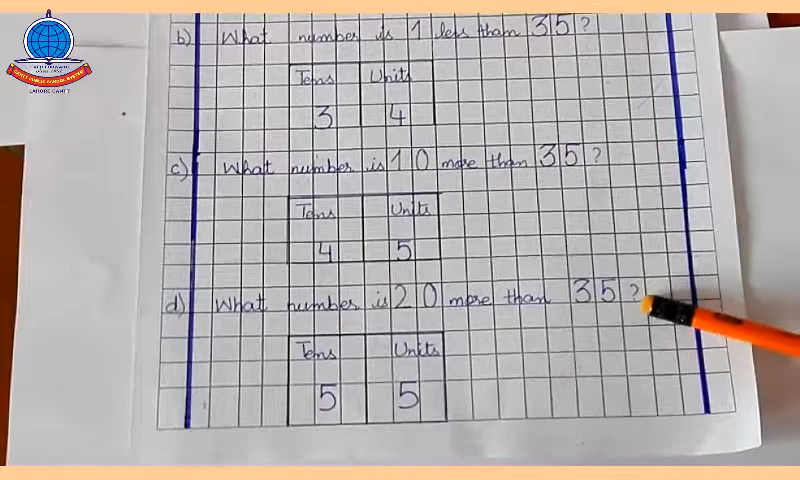 b) What number is 1 less than 35?
Tens Units
3 4
c) What number is 10 more than 35?
Tens Units
4 5
d) What number is 20 more than 35?
Tens Units
5 5
LAHORE CANTT